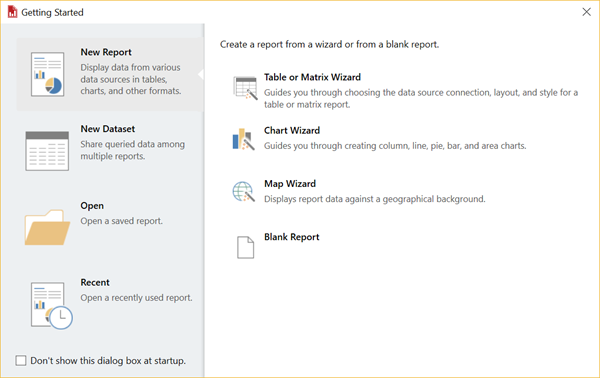 Getting Started
New Report
Display data from various
data sources in tables,
charts, and other formats.
New Dataset
Share queried data among
multiple reports.
Open
Open a saved report.
Recent
Open a recently used report.
Don't show this dialog box at startup.
Create a report from a wizard or from a blank report.
Table or Matrix Wizard
Guides you through choosing the data source connection, layout, and style for a
table or matrix report.
Chart Wizard
Guides you through creating column, line, pie, bar, and area charts.
Map Wizard
Displays report data against a geographical background.
Blank Report